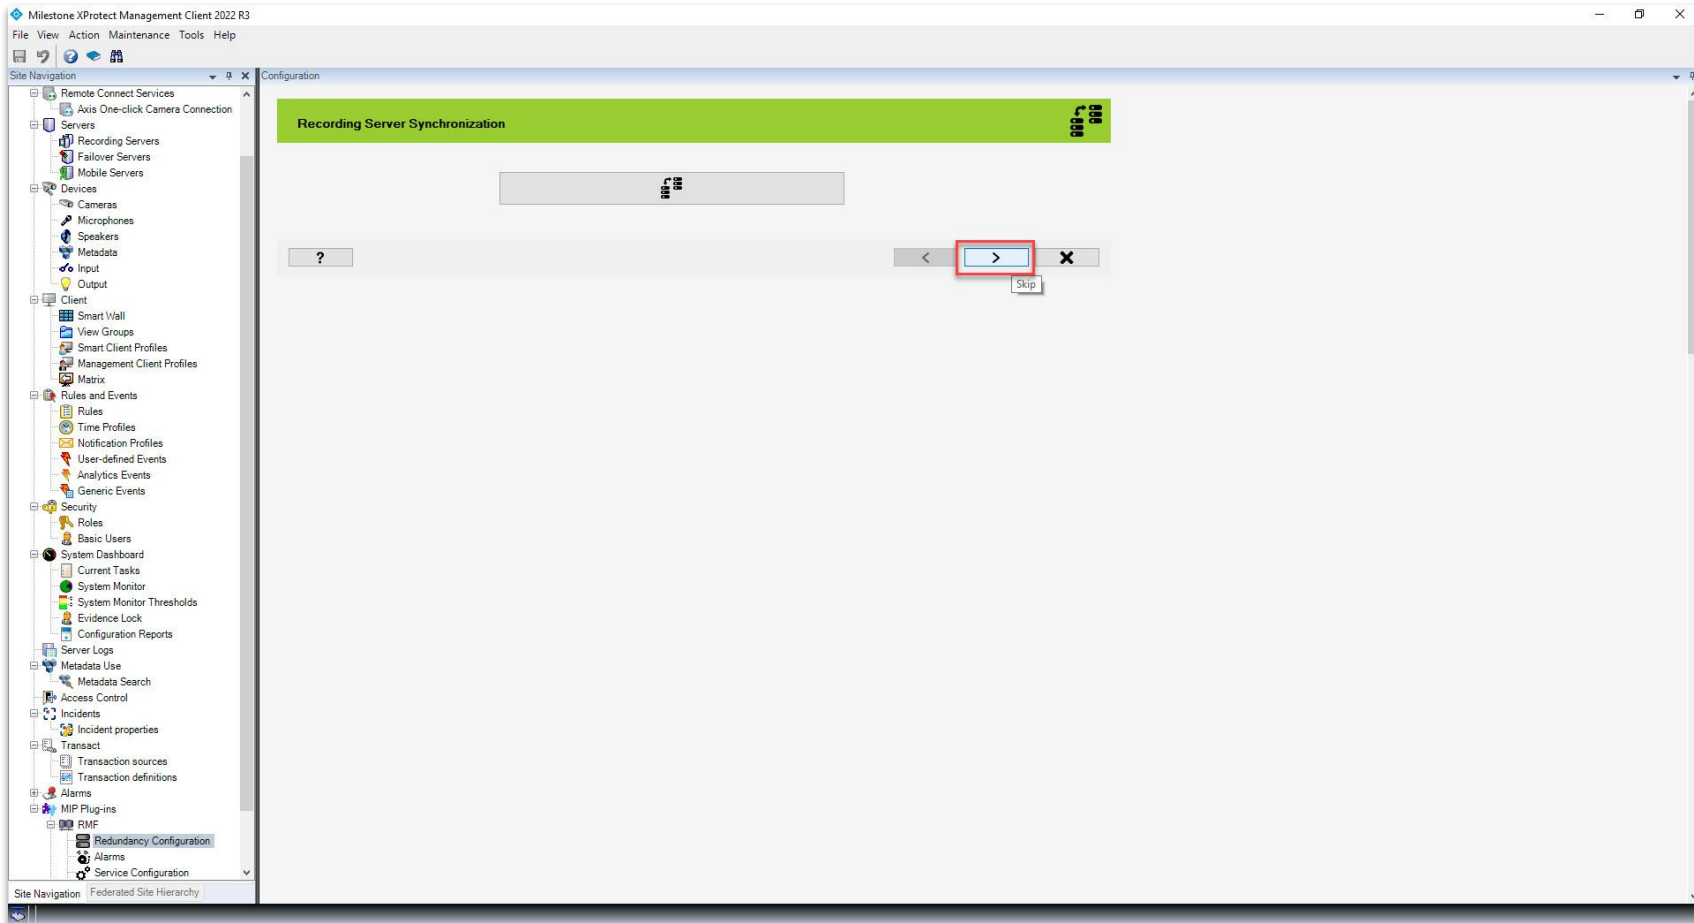 Milestone XProtect Management Client 2022 R3
File View Action Maintenance Tools Help
Site Navigation
Configuration
Remote Connect Services
Axis One-click Camera Connection
Servers
Recording Servers
Failover Servers
Mobile Servers
Devices
Cameras
Microphones
Speakers
Metadata
Input
Output
Client
Smart Wall
View Groups
Smart Client Profiles
Management Client Profiles
Matrix
Rules and Events
Rules
Time Profiles
Notification Profiles
User-defined Events
Analytics Events
Generic Events
Security
Roles
Basic Users
System Dashboard
Current Tasks
System Monitor
System Monitor Thresholds
Evidence Lock
Configuration Reports
Server Logs
Metadata Use
Metadata Search
Access Control
Incidents
Incident properties
Transact
Transaction sources
Transaction definitions
Alarms
MIP Plug-ins
RMF
Redundancy Configuration
Alarms
Service Configuration
Site Navigation Federated Site Hierarchy
Recording Server Synchronization
? < >
Skip